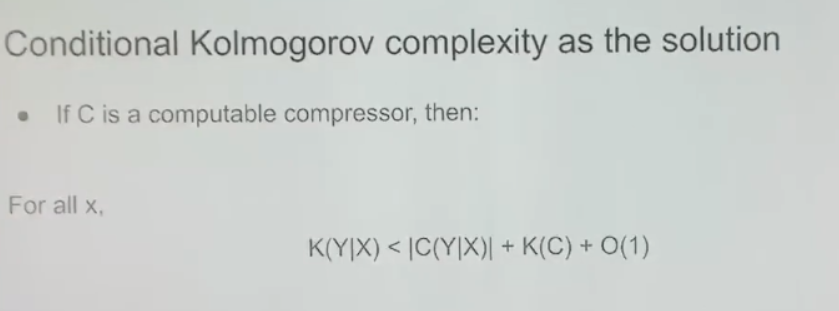 Conditional Kolmogorov complexity as the solution
• If C is a computable compressor, then:
For all x,
K(Y|X) < |C(Y|X)| + K(C) + O(1)